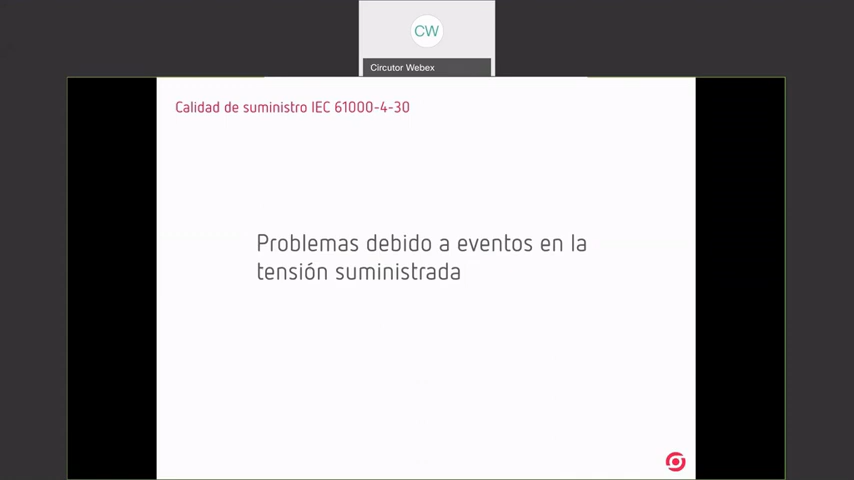 CW
Circutor Webex
Calidad de suministro IEC 61000-4-30
Problemas debido a eventos en la
tensión suministrada